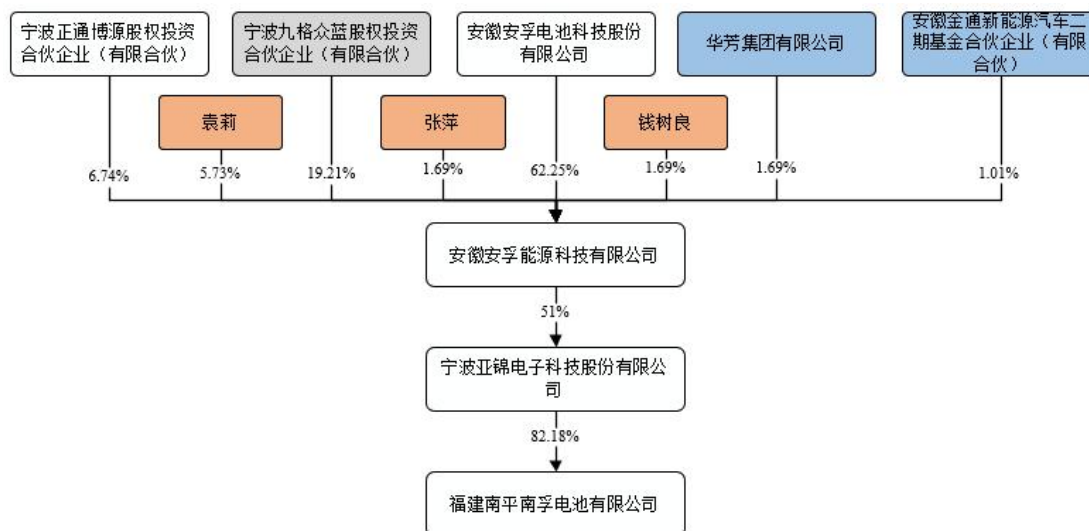 宁波正通博源股权投资
合伙企业（有限合伙）
宁波九格众蓝股权投资
合伙企业（有限合伙）
安徽安孚电池科技股份
有限公司
华芳集团有限公司
安徽金通新能源汽车二
期基金合伙企业（有限
合伙）
袁莉
张萍
钱树良
6.74%
5.73%
19.21%
1.69%
62.25%
1.69%
1.69%
1.01%
安徽安孚能源科技有限公司
51%
宁波亚锦电子科技股份有限公
司
82.18%
福建南平南孚电池有限公司